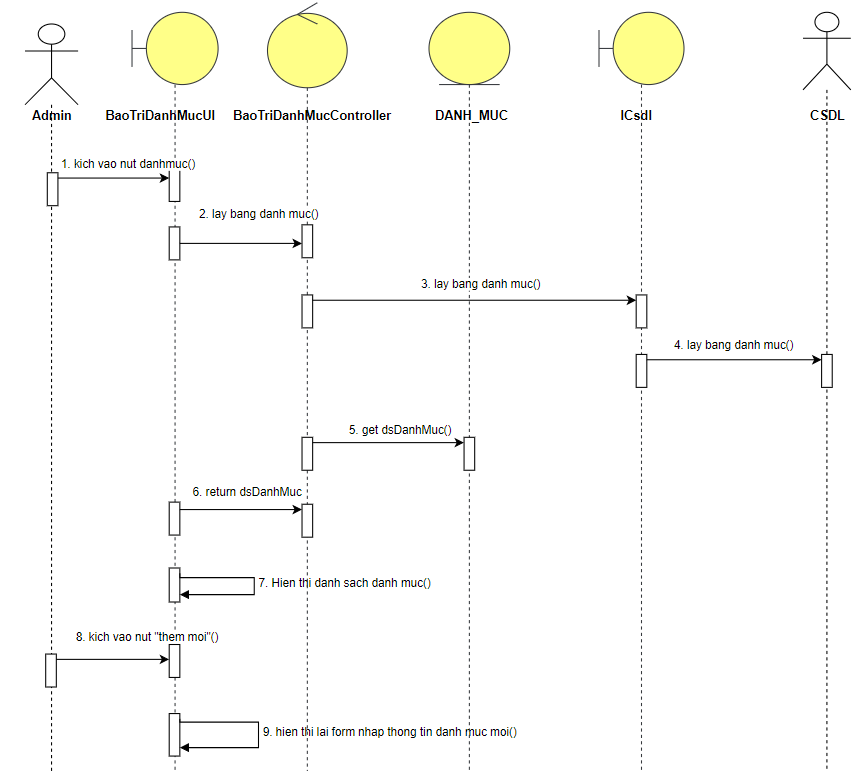 Admin
BaoTriDanhMucUI
BaoTriDanhMucController
DANH_MUC
ICsdl
CSDL
1. kich vao nut danhmuc()
2. lay bang danh muc()
3. lay bang danh muc()
4. lay bang danh muc()
5. get dsDanhMuc()
6. return dsDanhMuc
7. Hien thi danh sach danh muc()
8. kich vao nut "them moi"()
9. hien thi lai form nhap thong tin danh muc moi()